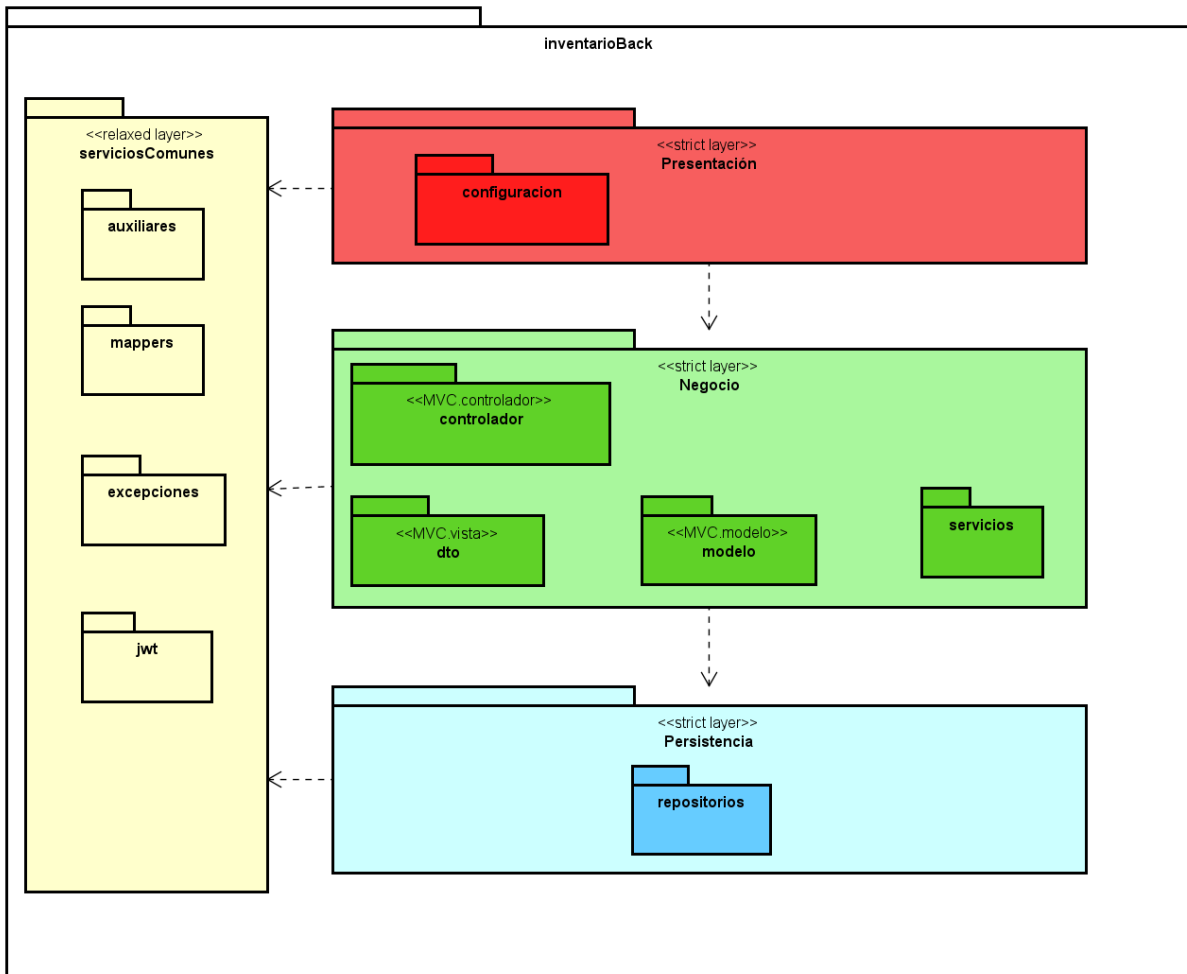 inventarioBack
<<relaxed layer>>
serviciosComunes
auxiliares
mappers
excepciones
jwt
<<strict layer>>
Presentación
configuracion
<<strict layer>>
Negocio
<<MVC.controlador>>
controlador
<<MVC.vista>>
dto
<<MVC.modelo>>
modelo
servicios
<<strict layer>>
Persistencia
repositorios